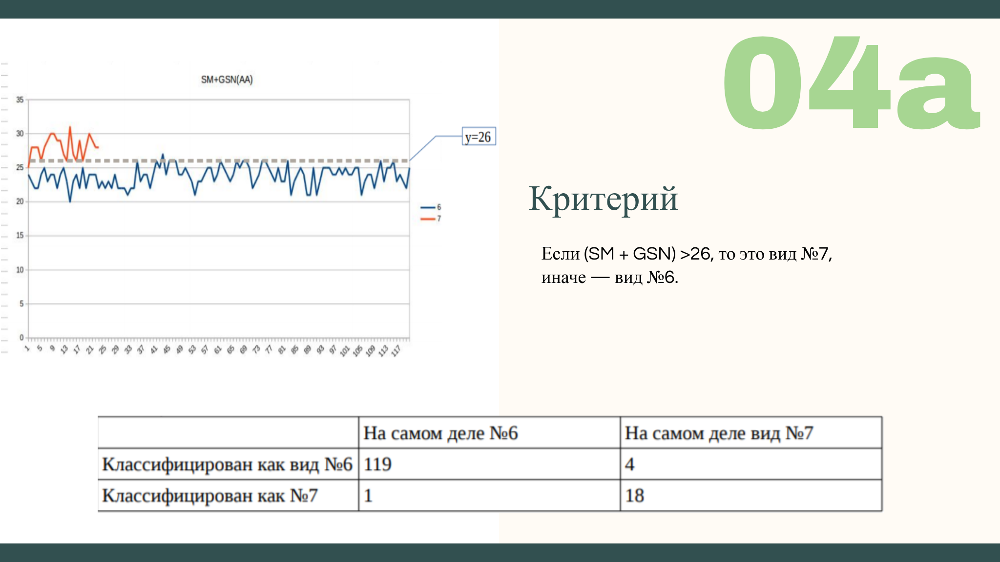 04a
SM+GSN(AA)
35
30
25
20
15
10
5
0
1 5 9 13 17 21 25 29 33 37 41 45 49 53 57 61 65 69 73 77 81 85 89 93 97 101 105 109 113 117
y=26
6
7
Критерий
Если (SM + GSN) >26, то это вид №7,
иначе — вид №6.
На самом деле №6 На самом деле вид №7
Классифицирован как вид №6 119 4
Классифицирован как №7 1 18